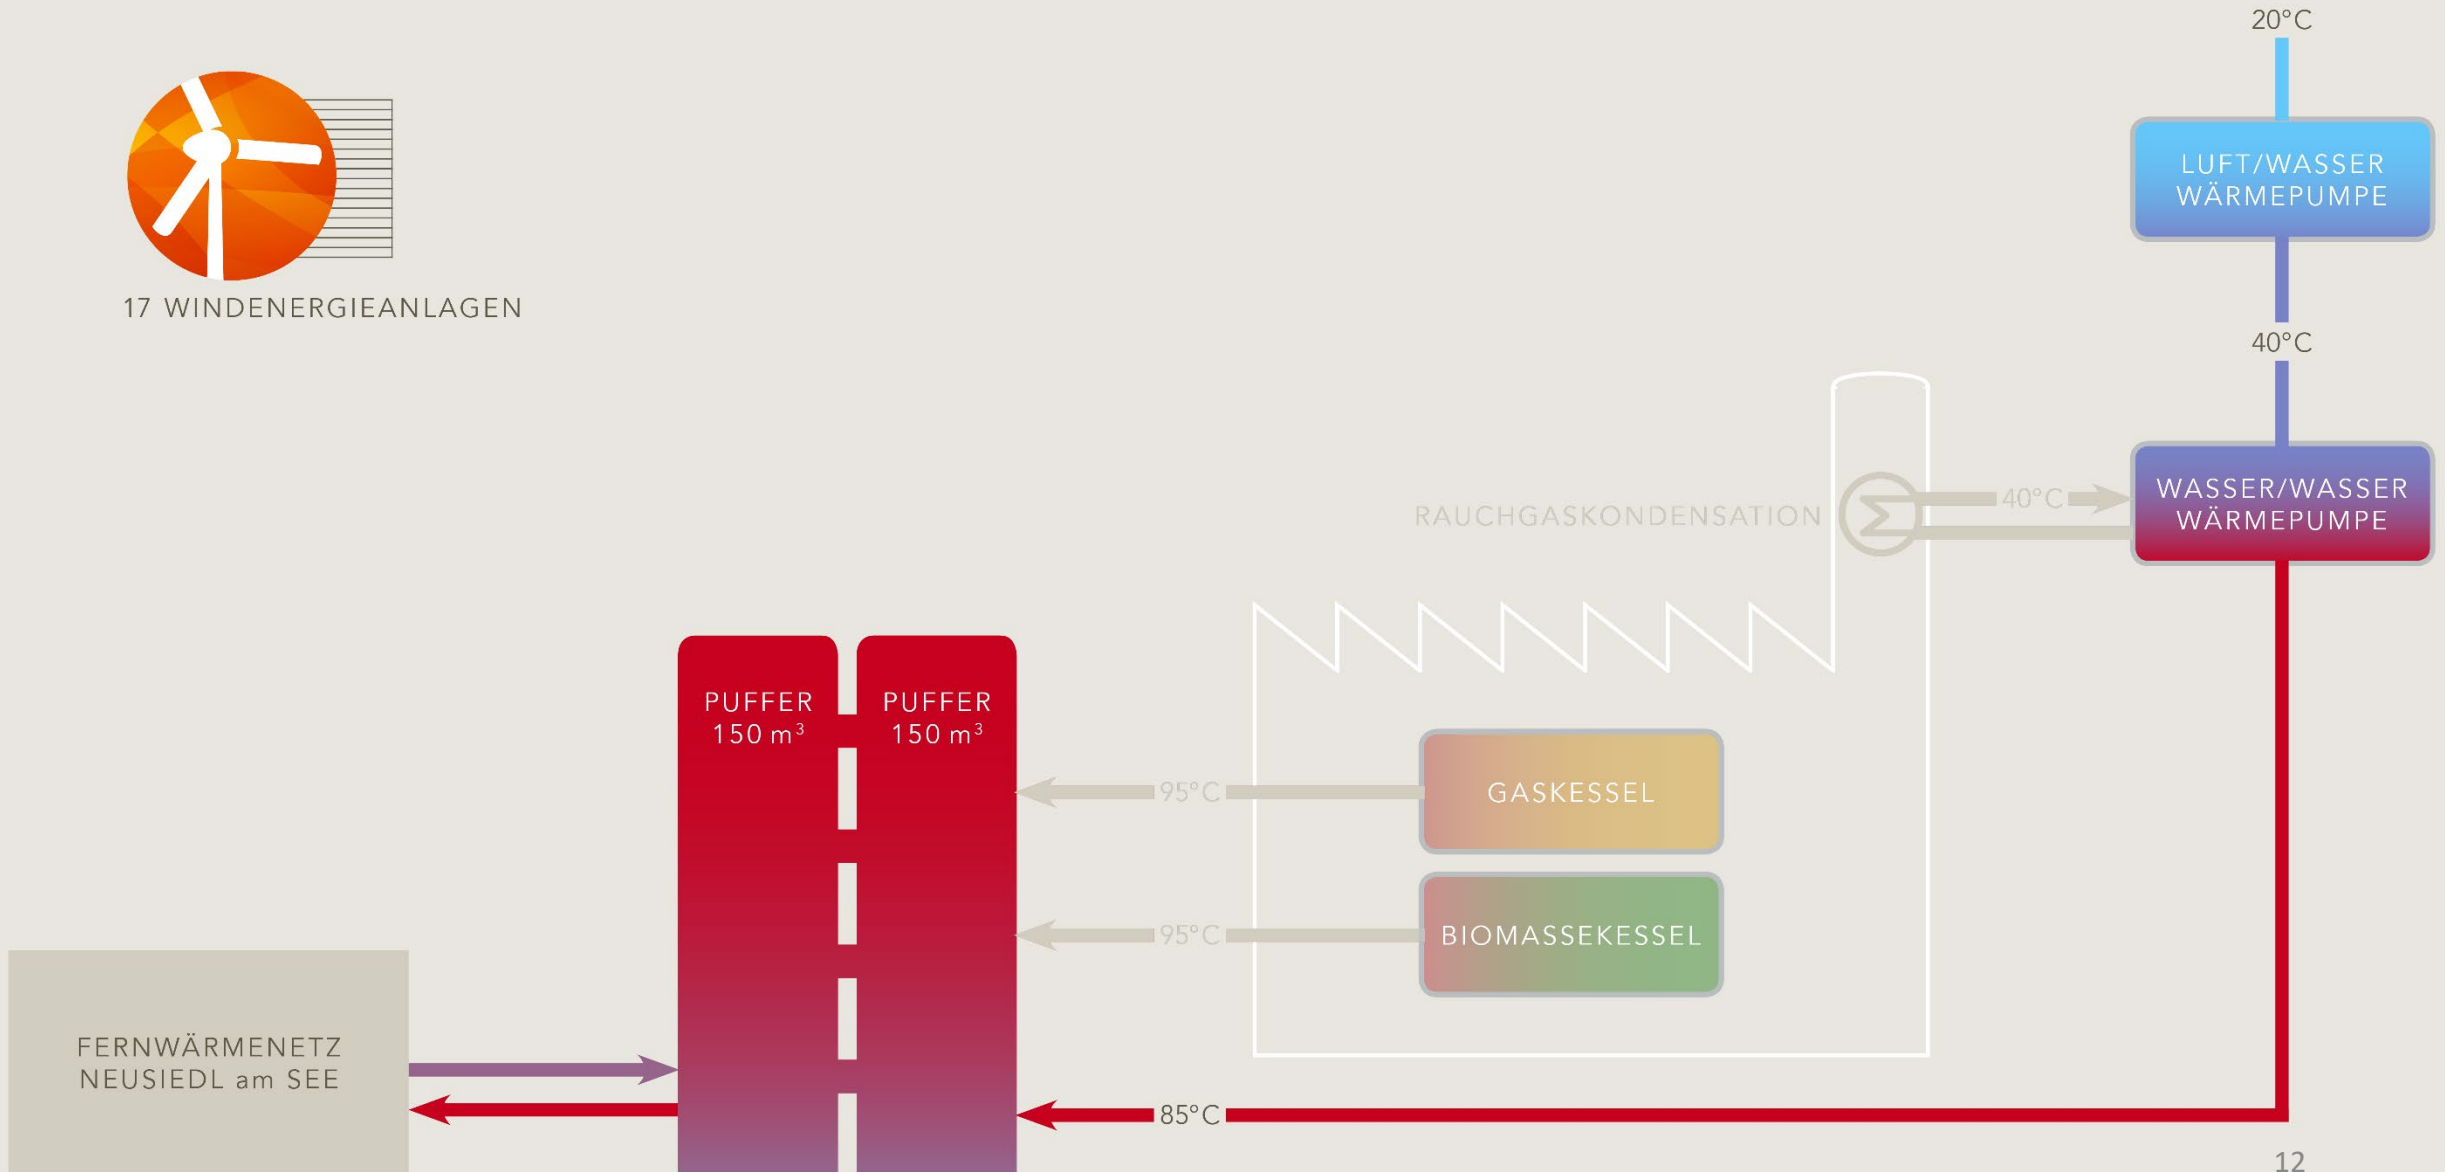 20°C
LUFT/WASSER
WÄRMEPUMPE
17 WINDENERGIEANLAGEN
40°C
RAUCHGASKONDENSATION
40°C
WASSER/WASSER
WÄRMEPUMPE
PUFFER
150 m³
PUFFER
150 m³
95°C
GASKESSEL
95°C
BIOMASSEKESSEL
FERNWÄRMENETZ
NEUSIEDL am SEE
85°C
12